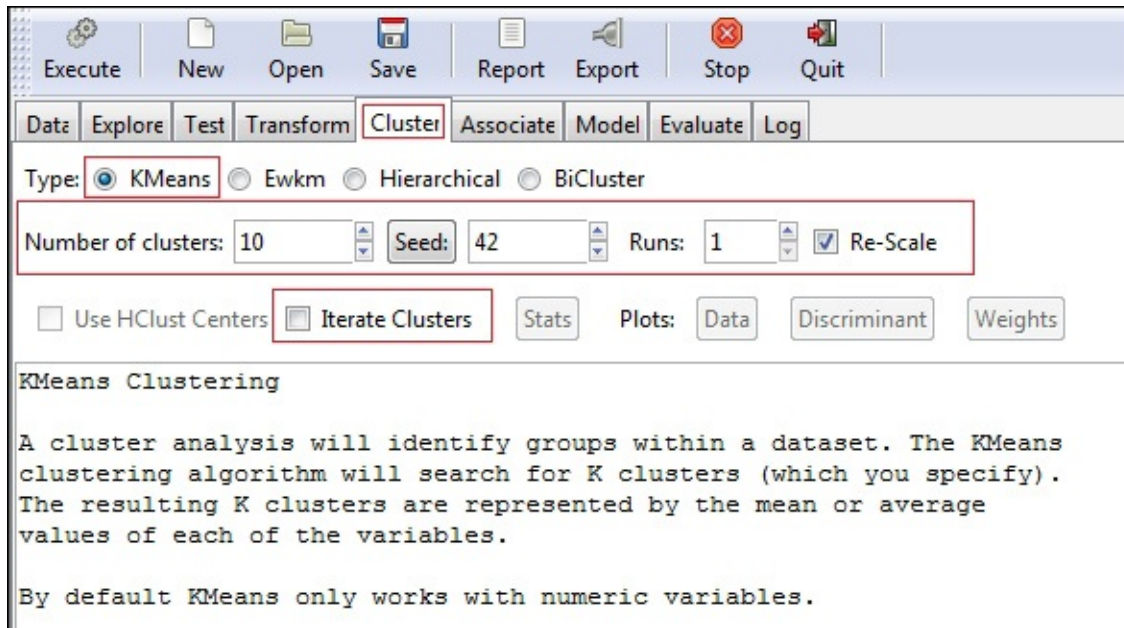 Execute New Open Save Report Export Stop Quit
Data Explore Test Transform Cluster Associate Model Evaluate Log
Type: KMeans Ewkm Hierarchical BiCluster
Number of clusters: 10 Seed: 42 Runs: 1 Re-Scale
Use HClust Centers Iterate Clusters Stats Plots: Data Discriminant Weights
KMeans Clustering
A cluster analysis will identify groups within a dataset. The KMeans
clustering algorithm will search for K clusters (which you specify).
The resulting K clusters are represented by the mean or average
values of each of the variables.
By default KMeans only works with numeric variables.